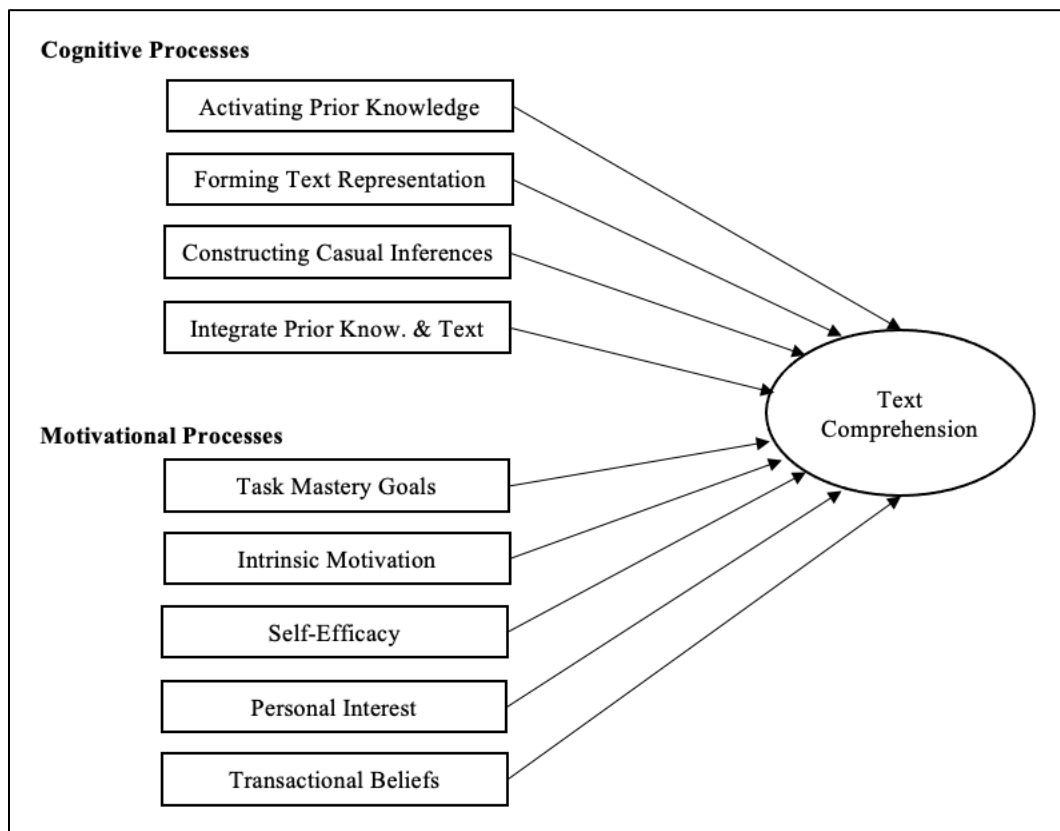 Cognitive Processes
Activating Prior Knowledge
Forming Text Representation
Constructing Casual Inferences
Integrate Prior Know. & Text
Text
Comprehension
Motivational Processes
Task Mastery Goals
Intrinsic Motivation
Self-Efficacy
Personal Interest
Transactional Beliefs